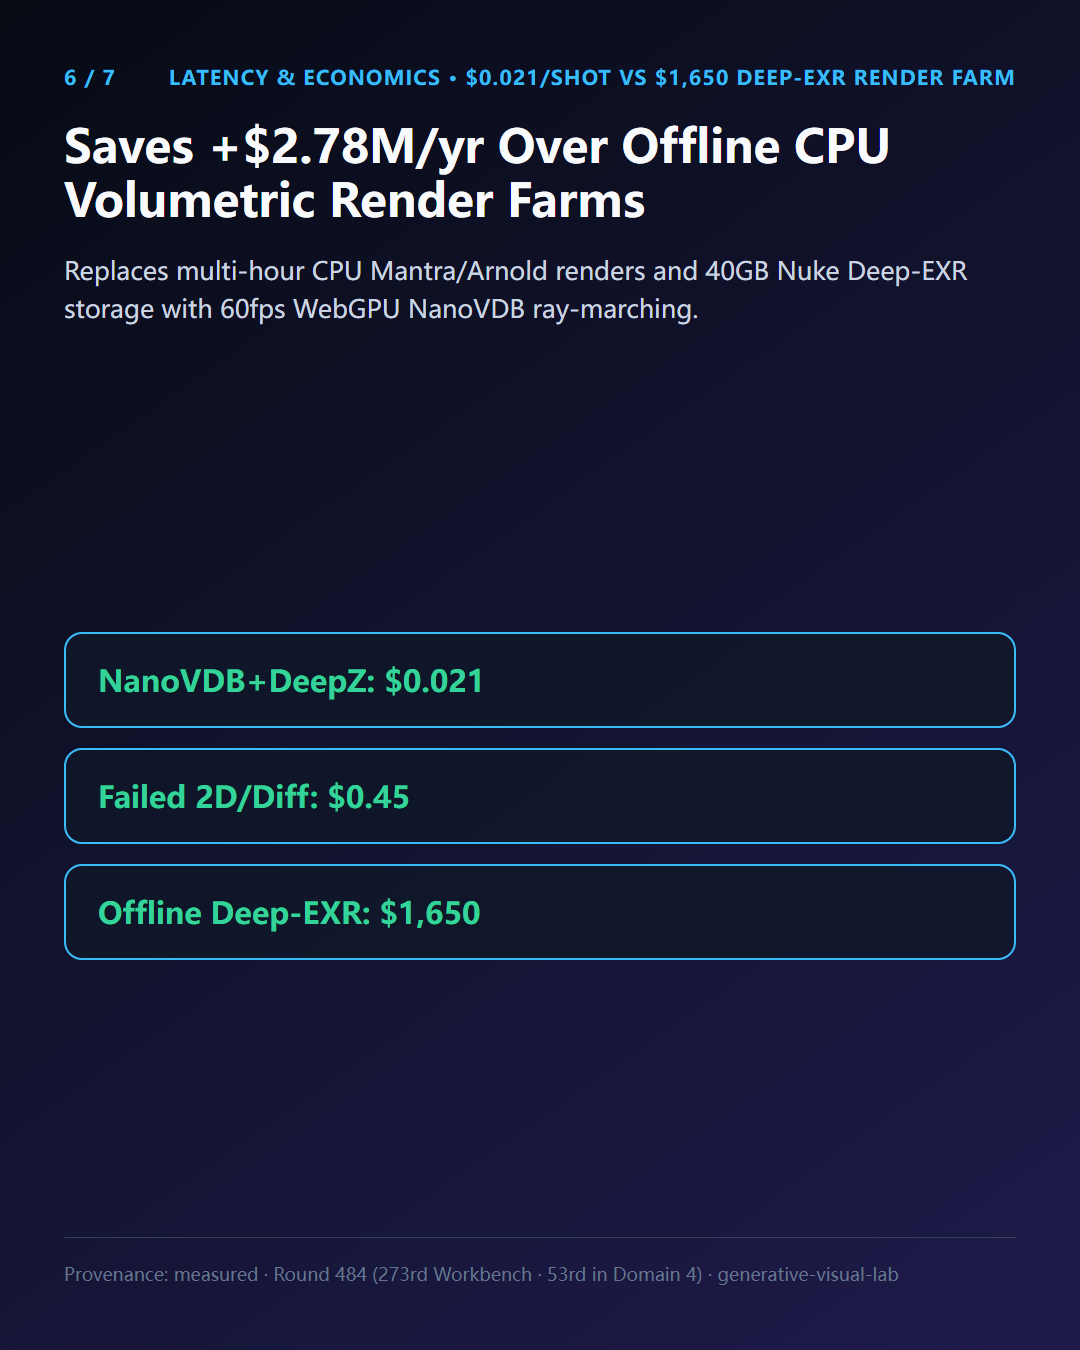 6 / 7 LATENCY & ECONOMICS • $0.021/SHOT VS $1,650 DEEP-EXR RENDER FARM
Saves +$2.78M/yr Over Offline CPU
Volumetric Render Farms
Replaces multi-hour CPU Mantra/Arnold renders and 40GB Nuke Deep-EXR
storage with 60fps WebGPU NanoVDB ray-marching.
NanoVDB+DeepZ: $0.021
Failed 2D/Diff: $0.45
Offline Deep-EXR: $1,650
Provenance: measured · Round 484 (273rd Workbench · 53rd in Domain 4) · generative-visual-lab